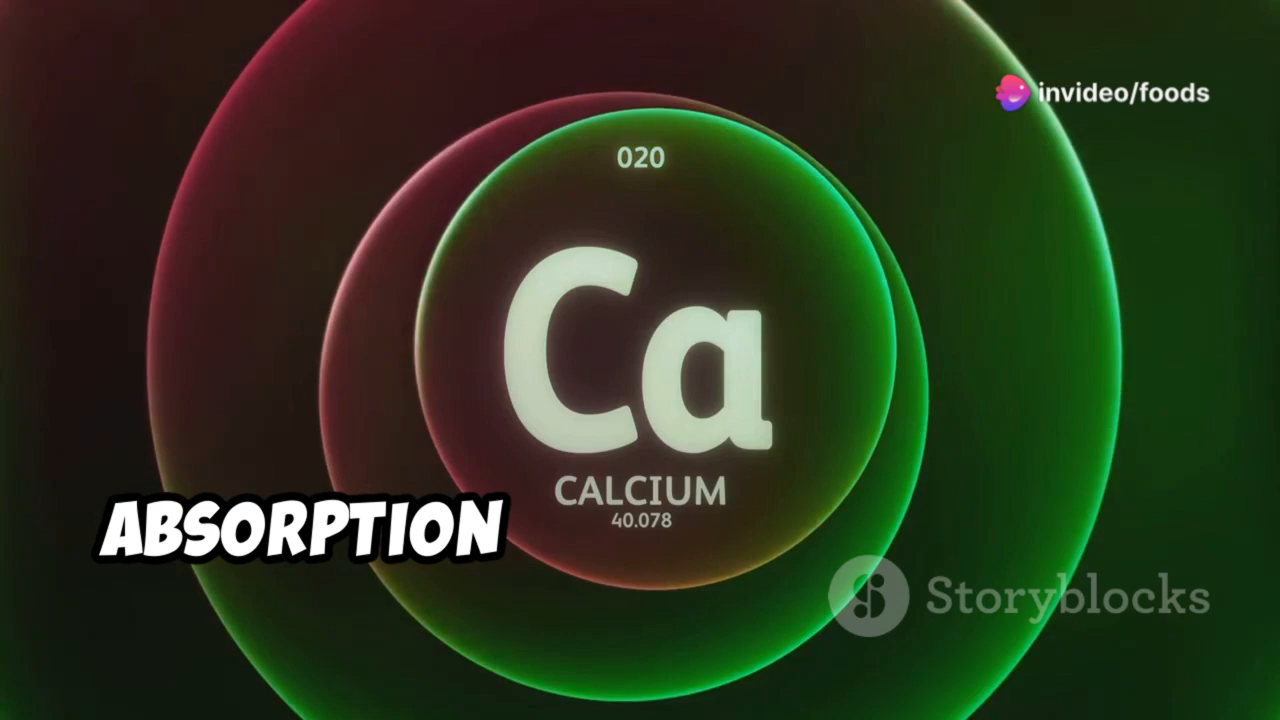 invideo/foods
020
Ca
CALCIUM
40.078
ABSORPTION
Storyblocks